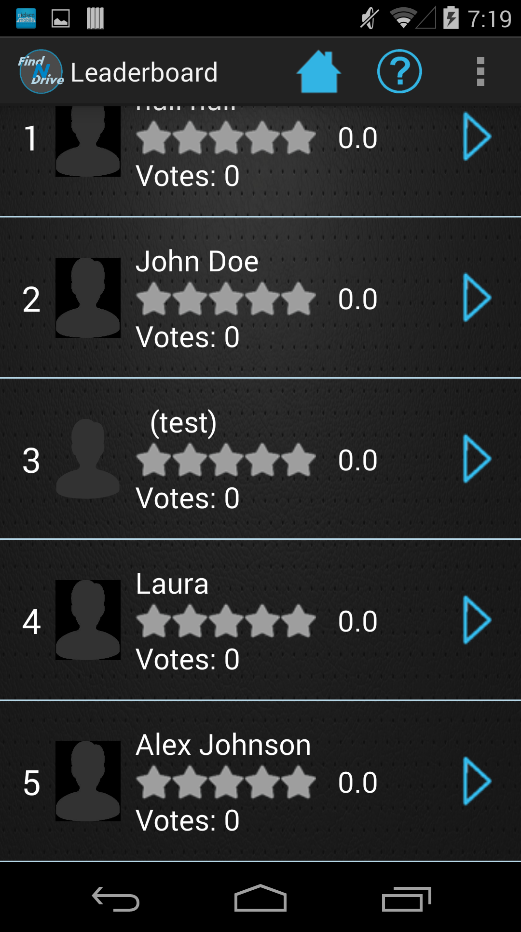 7:19
Find
N
Drive
Leaderboard
?
1
0.0
Votes: 0
John Doe
2
0.0
Votes: 0
(test)
3
0.0
Votes: 0
Laura
4
0.0
Votes: 0
Alex Johnson
5
0.0
Votes: 0